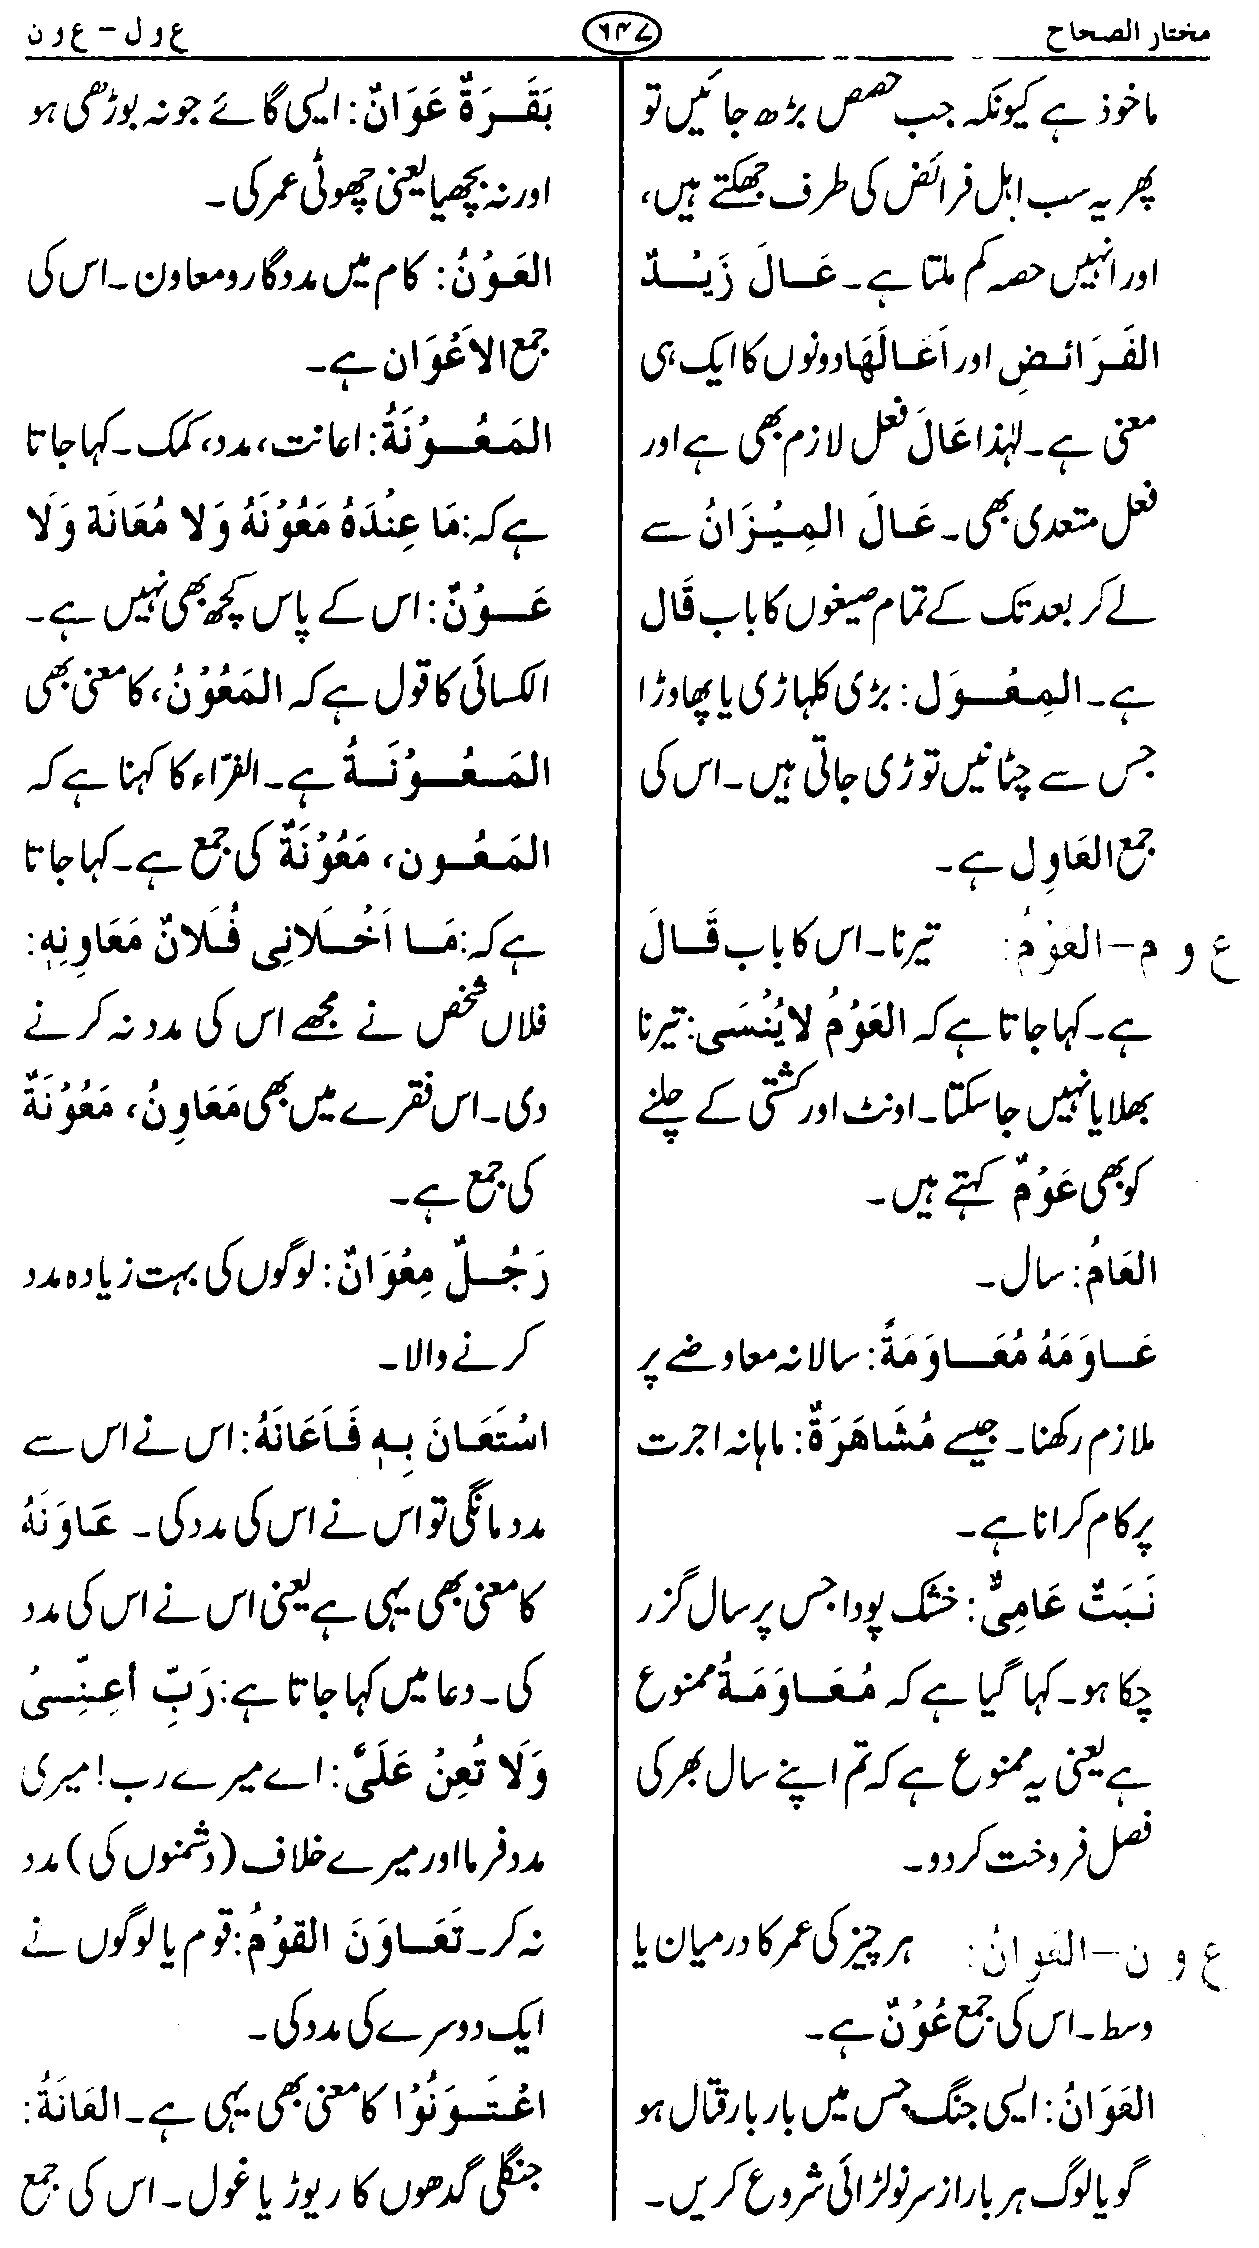 مختار الصحاح
۶۴۷
ع و ل – ع و ن
ماخوذ ہے کیونکہ جب حصص بڑھ جائیں تو
پھر یہ سب اہل فرائض کی طرف جھکتے ہیں،
اور انہیں حصہ کم ملتا ہے۔ عَالَ زَيْدٌ
الفَرَائضِ اور اَعَالَهَا دونوں کا ایک ہی
معنی ہے۔ لہٰذا عَالَ فعل لازم بھی ہے اور
فعل متعدی بھی۔ عَالَ المِيْزَانُ سے
لے کر بعد تک کے تمام صیغوں کا باب قَال
ہے۔ المِعْوَل: بڑی کلہاڑی یا پھاوڑا
جس سے چٹانیں توڑی جاتی ہیں۔ اس کی
جمع العَاوِل ہے۔
ع و م – العَوْمُ: تیرنا۔ اس کا باب قَالَ
ہے۔ کہا جاتا ہے کہ العَوْمُ لا يُنْسَى: تیرنا
بھلایا نہیں جا سکتا۔ اونٹ اور کشتی کے چلنے
کو بھی عَوْمٌ کہتے ہیں۔
العَامُ: سال۔
عَاوَمَهُ مُعَاوَمَةً: سالانہ معاوضے پر
ملازم رکھنا۔ جیسے مُشَاهَرَةٌ: ماہانہ اجرت
پر کام کرانا ہے۔
نَبَتٌ عَامِیٌّ: خشک پودا جس پر سال گزر
چکا ہو۔ کہا گیا ہے کہ مُعَاوَمَةُ ممنوع
ہے یعنی یہ ممنوع ہے کہ تم اپنے سال بھر کی
فصل فروخت کر دو۔
ع و ن – العَوانُ: ہر چیز کی عمر کا درمیان یا
وسط۔ اس کی جمع عُوْنٌ ہے۔
العَوَانُ: ایسی جنگ جس میں بار بار قتال ہو
گویا لوگ ہر بار از سر نو لڑائی شروع کریں۔
بَقَرَةٌ عَوَانٌ: ایسی گائے جو نہ بوڑھی ہو
اور نہ بچھیا یعنی چھوٹی عمر کی۔
العَوْنُ: کام میں مددگار و معاون۔ اس کی
جمع الاَعْوَان ہے۔
المَعُوْنَةُ: اعانت، مدد، کمک۔ کہا جاتا
ہے کہ: مَا عِنْدَهُ مَعُوْنَهُ وَلا مُعَانَة وَلَا
عَوْنٌ: اس کے پاس کچھ بھی نہیں ہے۔
الکسائی کا قول ہے کہ المَعُوْنُ، کا معنی بھی
المَعُوْنَةُ ہے۔ الفرّاء کا کہنا ہے کہ
المَعُون، مَعُوْنَةٌ کی جمع ہے۔ کہا جاتا
ہے کہ: مَا اَخْلَانِی فُلَانٌ مَعَاوِنِهٖ:
فلاں شخص نے مجھے اس کی مدد نہ کرنے
دی۔ اس فقرے میں بھی مَعَاوِنُ، مَعُوْنَةٌ
کی جمع ہے۔
رَجُلٌ مِعْوَانٌ: لوگوں کی بہت زیادہ مدد
کرنے والا۔
اسْتَعَانَ بِهٖ فَاَعَانَهُ: اس نے اس سے
مدد مانگی تو اس نے اس کی مدد کی۔ عَاوَنَهُ
کا معنی بھی یہی ہے یعنی اس نے اس کی مدد
کی۔ دعا میں کہا جاتا ہے: رَبِّ أعِنِّیْ
وَلَا تُعِنْ عَلَیَّ: اے میرے رب! میری
مدد فرما اور میرے خلاف (دشمنوں کی) مدد
نہ کر۔ تَعَاوَنَ القَوْمُ: قوم یا لوگوں نے
ایک دوسرے کی مدد کی۔
اعْتَوَنُوْا کا معنی بھی یہی ہے۔ العَانَةُ:
جنگلی گدھوں کا ریوڑ یا غول۔ اس کی جمع